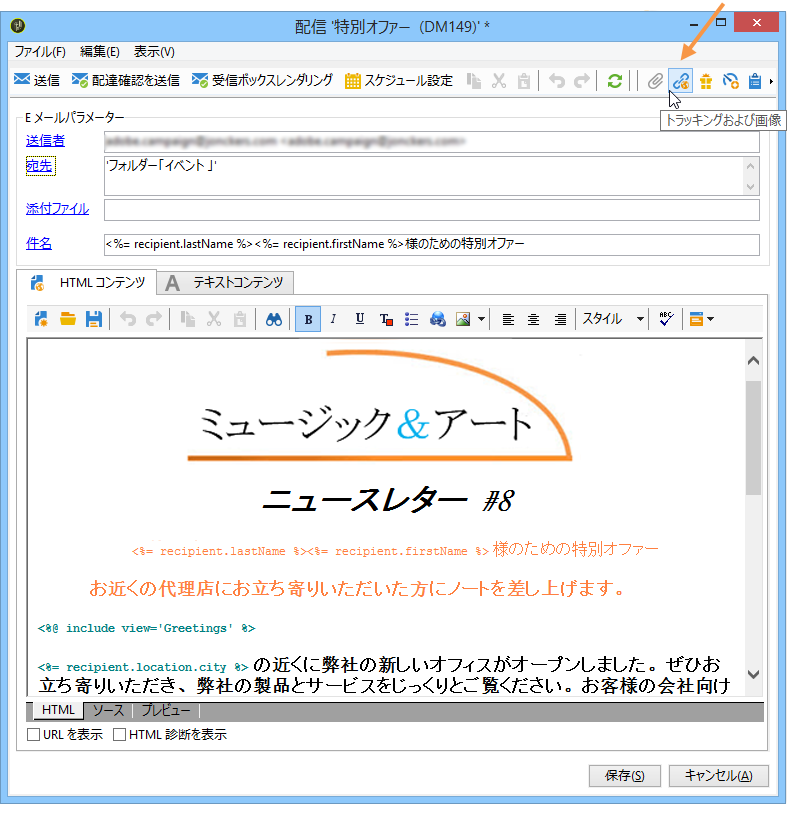 配信 '特別オファー (DM149)' *
ファイル(F) 編集(E) 表示(V)
送信 配達確認を送信 受信ボックスレンダリング スケジュール設定
トラッキングおよび画像
E メールパラメーター
送信者
宛先 'フォルダー「イベント 」'
添付ファイル
件名 <%= recipient.lastName %><%= recipient.firstName %>様のための特別オファー
HTML コンテンツ A テキストコンテンツ
B I U T スタイル ABC
ミュージック&アート
ニュースレター #8
<%= recipient.lastName %><%= recipient.firstName %>様のための特別オファー
お近くの代理店にお立ち寄りいただいた方にノートを差し上げます。
<%@ include view='Greetings' %>
<%= recipient.location.city %> の近くに弊社の新しいオフィスがオープンしました。ぜひお
立ち寄りいただき、弊社の製品とサービスをじっくりとご覧ください。お客様の会社向け
HTML ソース プレビュー
URL を表示 HTML 診断を表示
保存(S) キャンセル(A)